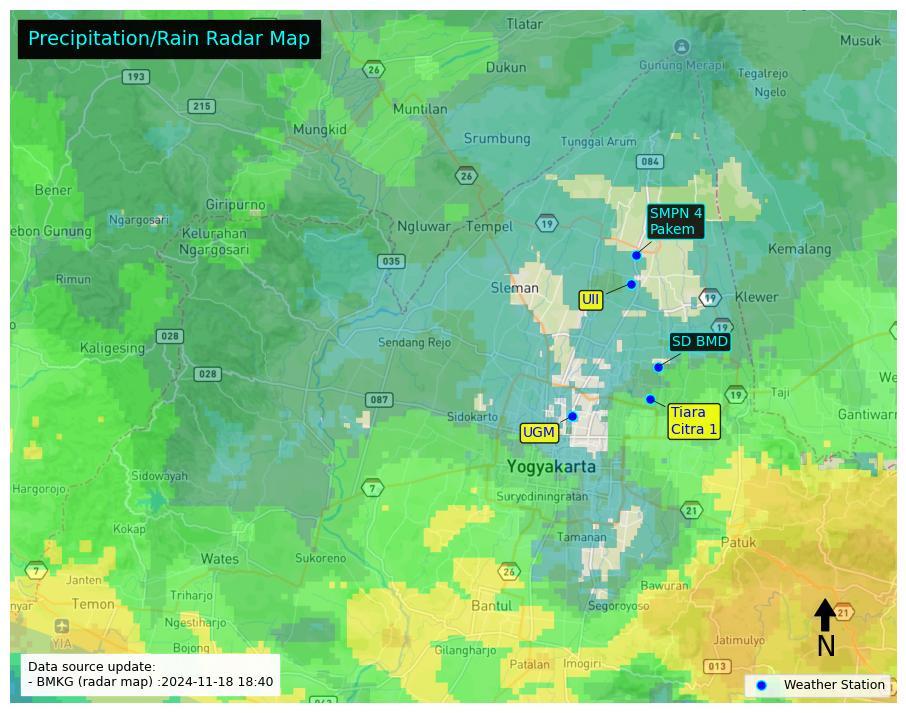 Precipitation/Rain Radar Map
Tlatar
Musuk
26
Dukun
Gunung Merapi
Tegalrejo
193
Ngelo
215
Muntilan
Mungkid
Srumbung
Tunggal Arum
084
26
Bener
Giripurno
Ngargosari
SMPN 4
Pakem
19
Ngluwar
Tempel
ebon Gunung
Kelurahan
Ngargosari
Kemalang
035
Rimun
Sleman
UII
19
Klewer
19
028
Sendang Rejo
SD BMD
Kaligesing
028
We
087
19
Taji
Sidokarto
Tiara
Citra 1
Gantiwarn
UGM
Yogyakarta
Sidowayah
Hargorojo
7
Suryodiningratan
21
Kokap
Tamanan
Patuk
Wates
Sukoreno
7
26
Janten
Bawuran
nyar
Temon
Triharjo
Bantul
Segoroyoso
21
YIA
Ngestiharjo
N
Bojong
Gilangharjo
Jatimulyo
Patalan
Imogiri
013
Data source update:
- BMKG (radar map) :2024-11-18 18:40
Weather Station